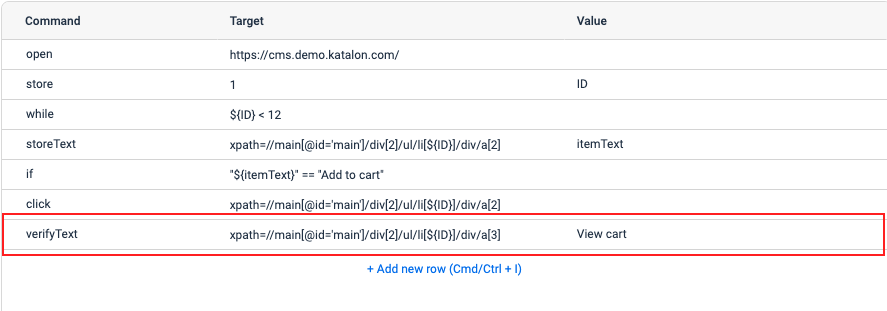 Command Target Value
open https://cms.demo.katalon.com/
store 1 ID
while ${ID} < 12
storeText xpath=//main[@id='main']/div[2]/ul/li[${ID}]/div/a[2] itemText
if "${itemText}" == "Add to cart"
click xpath=//main[@id='main']/div[2]/ul/li[${ID}]/div/a[2]
verifyText xpath=//main[@id='main']/div[2]/ul/li[${ID}]/div/a[3] View cart
+ Add new row (Cmd/Ctrl + I)